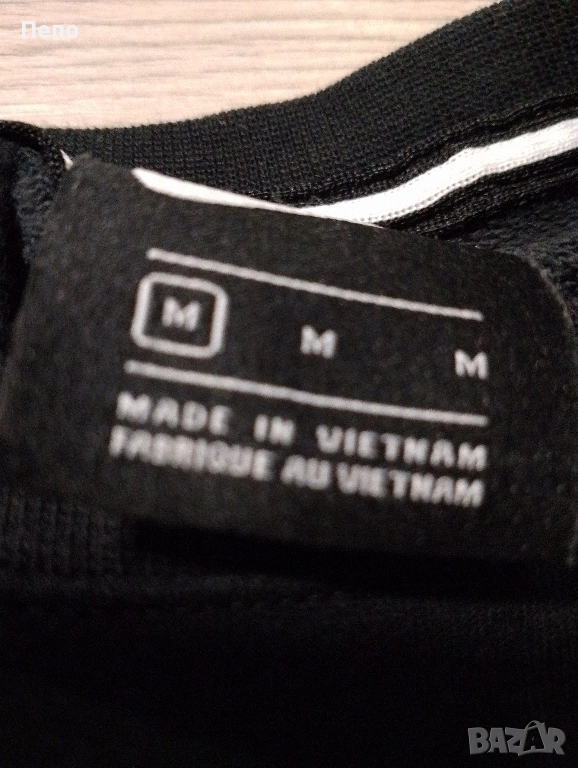 Пепо
M M M
MADE IN VIETNAM
FABRIQUE AU VIETNAM
BAZAR